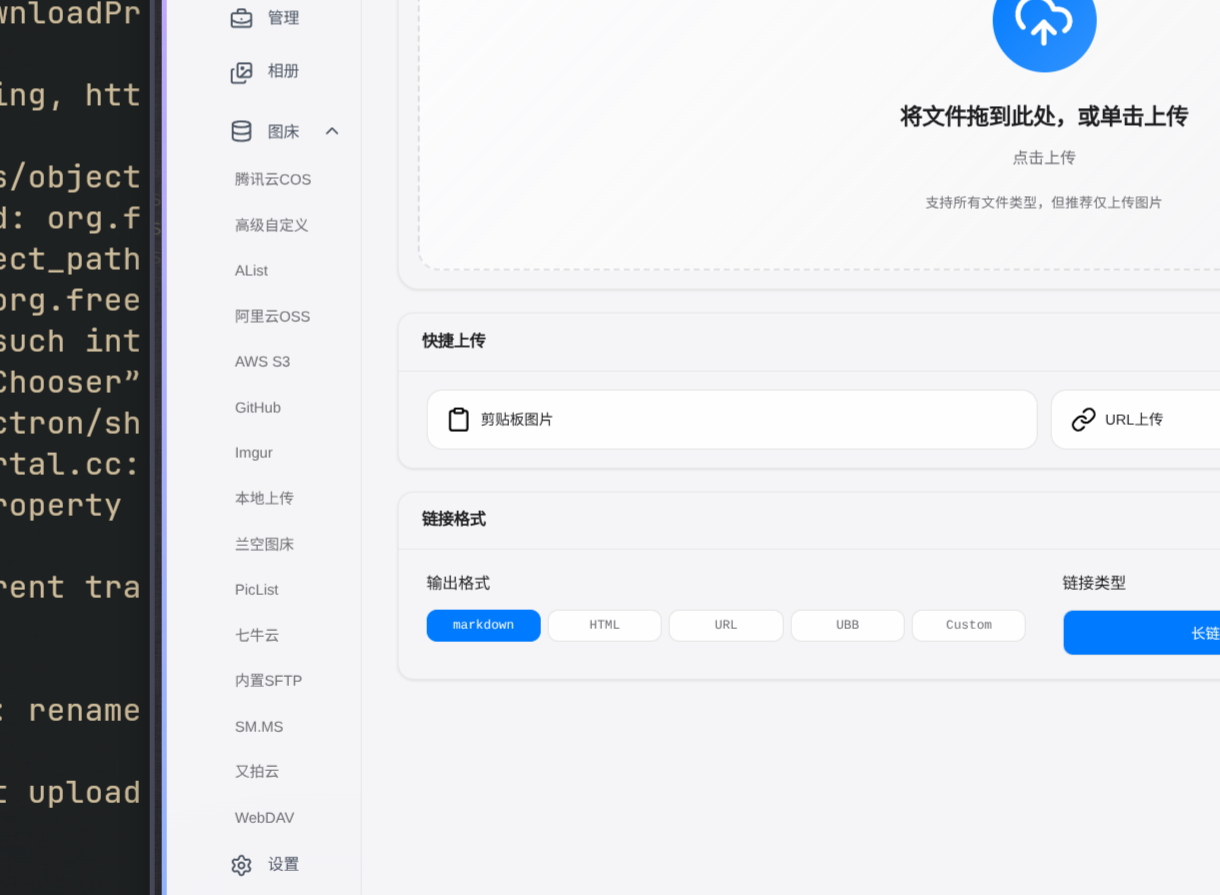 wnloadPr
ing, htt
s/object
d: org.f
ect_path
org.free
such int
Chooser”
ctron/sh
rtal.cc:
roperty
rent tra
: rename
t upload
管理
相册
图床
腾讯云COS
高级自定义
AList
阿里云OSS
AWS S3
GitHub
Imgur
本地上传
兰空图床
PicList
七牛云
内置SFTP
SM.MS
又拍云
WebDAV
设置
将文件拖到此处，或单击上传
点击上传
支持所有文件类型，但推荐仅上传图片
快捷上传
剪贴板图片
URL上传
链接格式
输出格式
markdown
HTML
URL
UBB
Custom
链接类型
长链